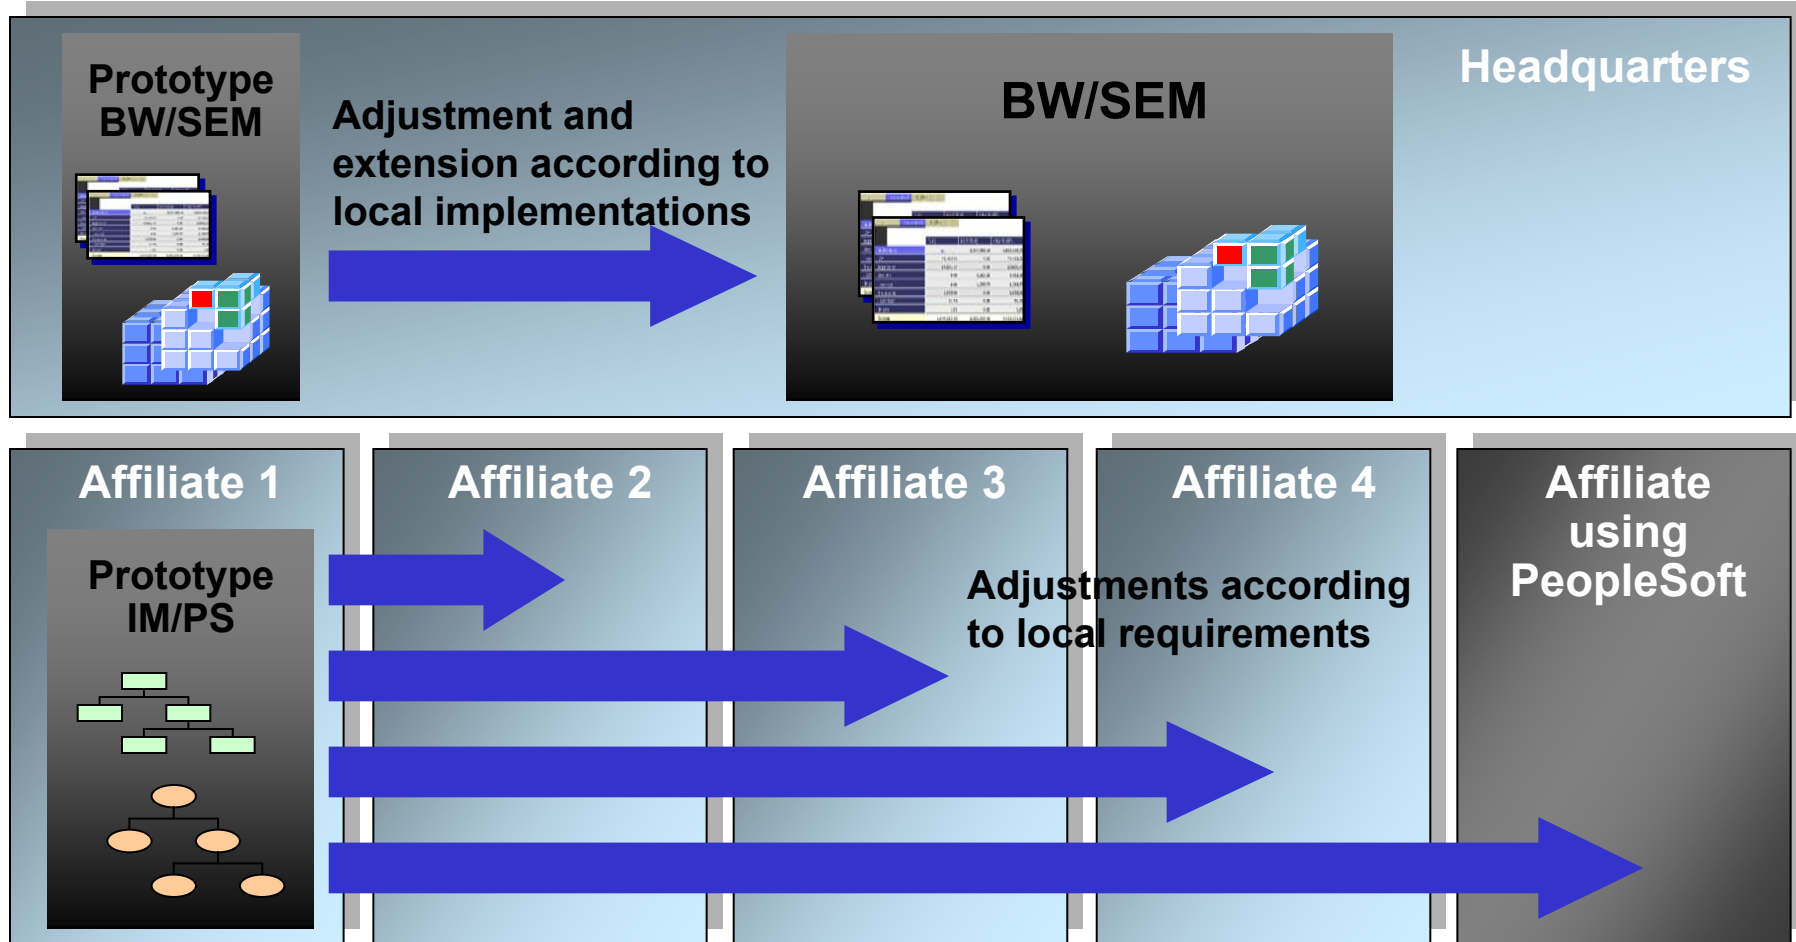 Headquarters
Prototype
BW/SEM
Adjustment and
extension according to
local implementations
BW/SEM
Affiliate 1
Affiliate 2
Affiliate 3
Affiliate 4
Affiliate
using
PeopleSoft
Prototype
IM/PS
Adjustments according
to local requirements